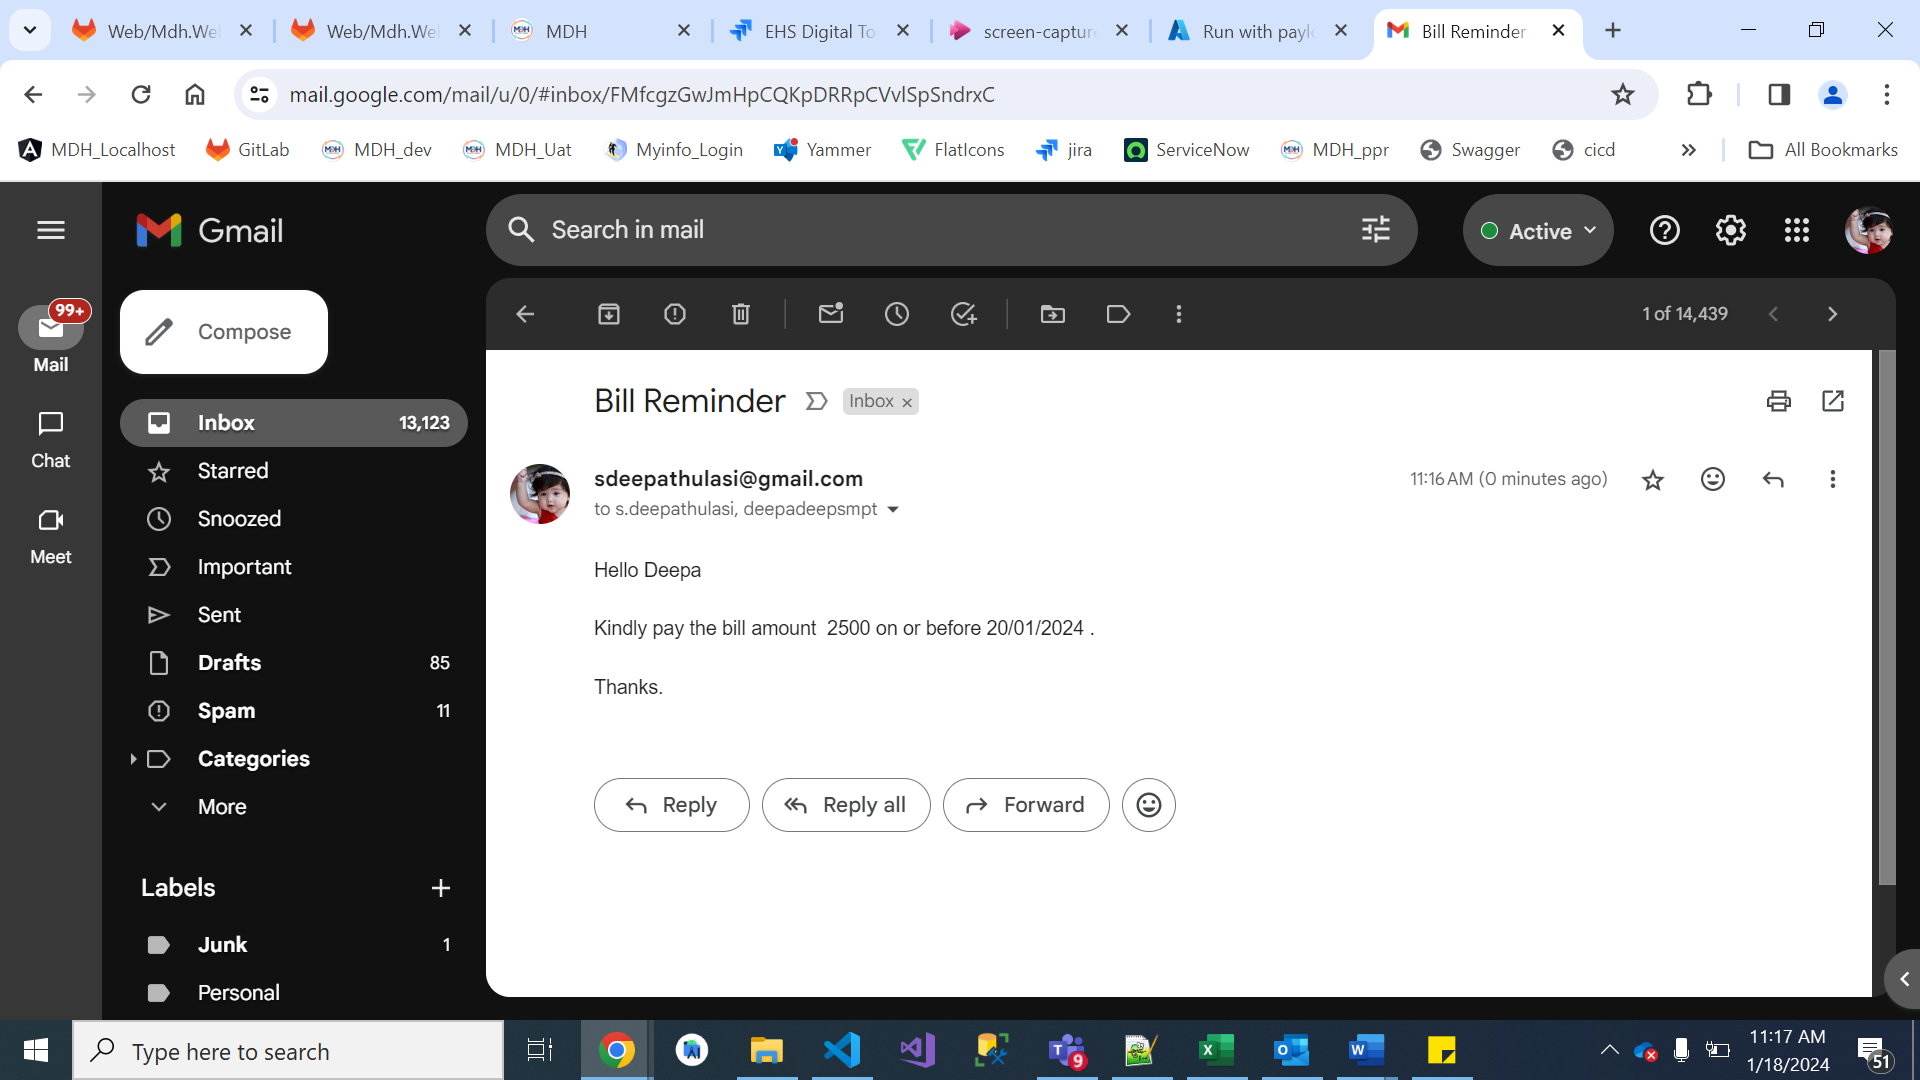 Web/Mdh.Wel
Web/Mdh.Wel
MDH
EHS Digital To
screen-capture
Run with paylo
Bill Reminder
mail.google.com/mail/u/0/#inbox/FMfcgzGwJmHpCQKpDRRpCVvlSpSndrxC
MDH_Localhost
GitLab
MDH_dev
MDH_Uat
Myinfo_Login
Yammer
FlatIcons
jira
ServiceNow
MDH_ppr
Swagger
cicd
All Bookmarks
Gmail
Search in mail
Active
99+
Mail
Chat
Meet
Compose
Inbox 13,123
Starred
Snoozed
Important
Sent
Drafts 85
Spam 11
Categories
More
Labels
Junk 1
Personal
1 of 14,439
Bill Reminder
Inbox ×
sdeepathulasi@gmail.com
11:16 AM (0 minutes ago)
to s.deepathulasi, deepadeepsmpt
Hello Deepa
Kindly pay the bill amount 2500 on or before 20/01/2024 .
Thanks.
Reply
Reply all
Forward
Type here to search
9
11:17 AM
1/18/2024
51